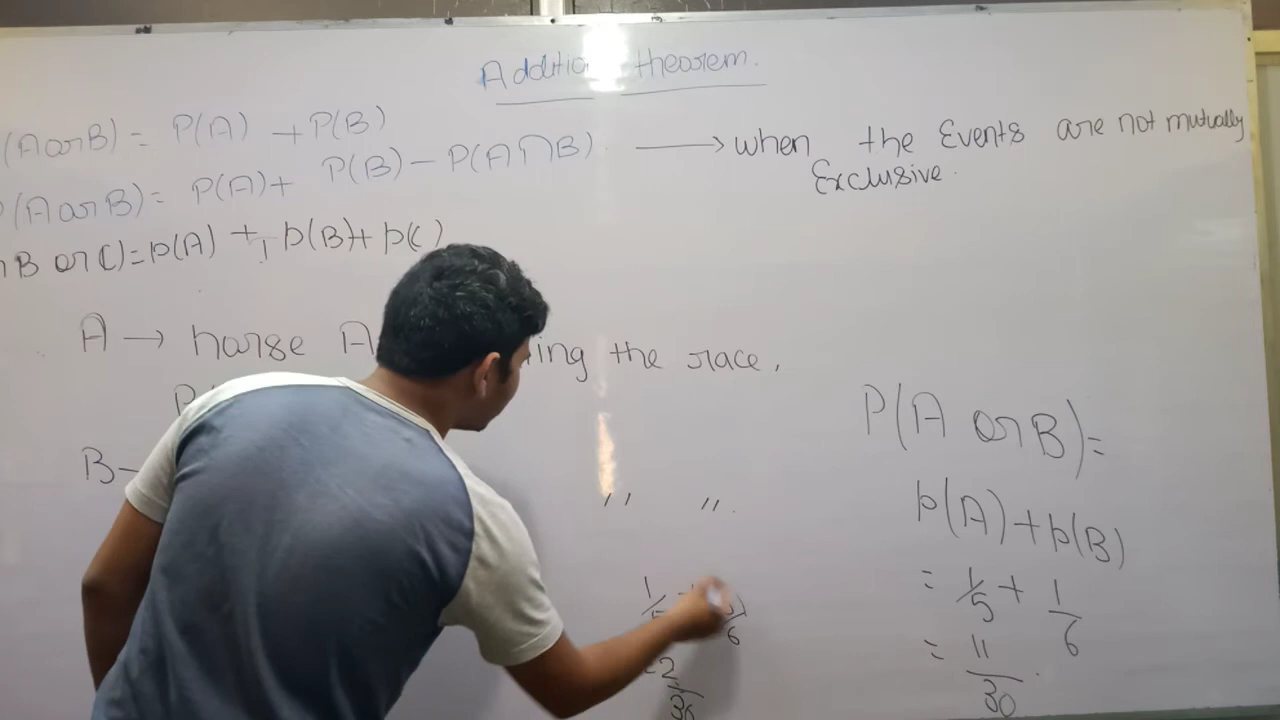 Addition theorem.
(A or B) = P(A) + P(B)
P(A or B) = P(A) + P(B) - P(A∩B) → when the Events are not mutually
Exclusive.
B or C) = p(A) + p(B) + p(C)
A → horse A ing the race,
B -
" " .
P(A or B) =
p(A) + p(B)
= 1/5 + 1/6
= 11/30